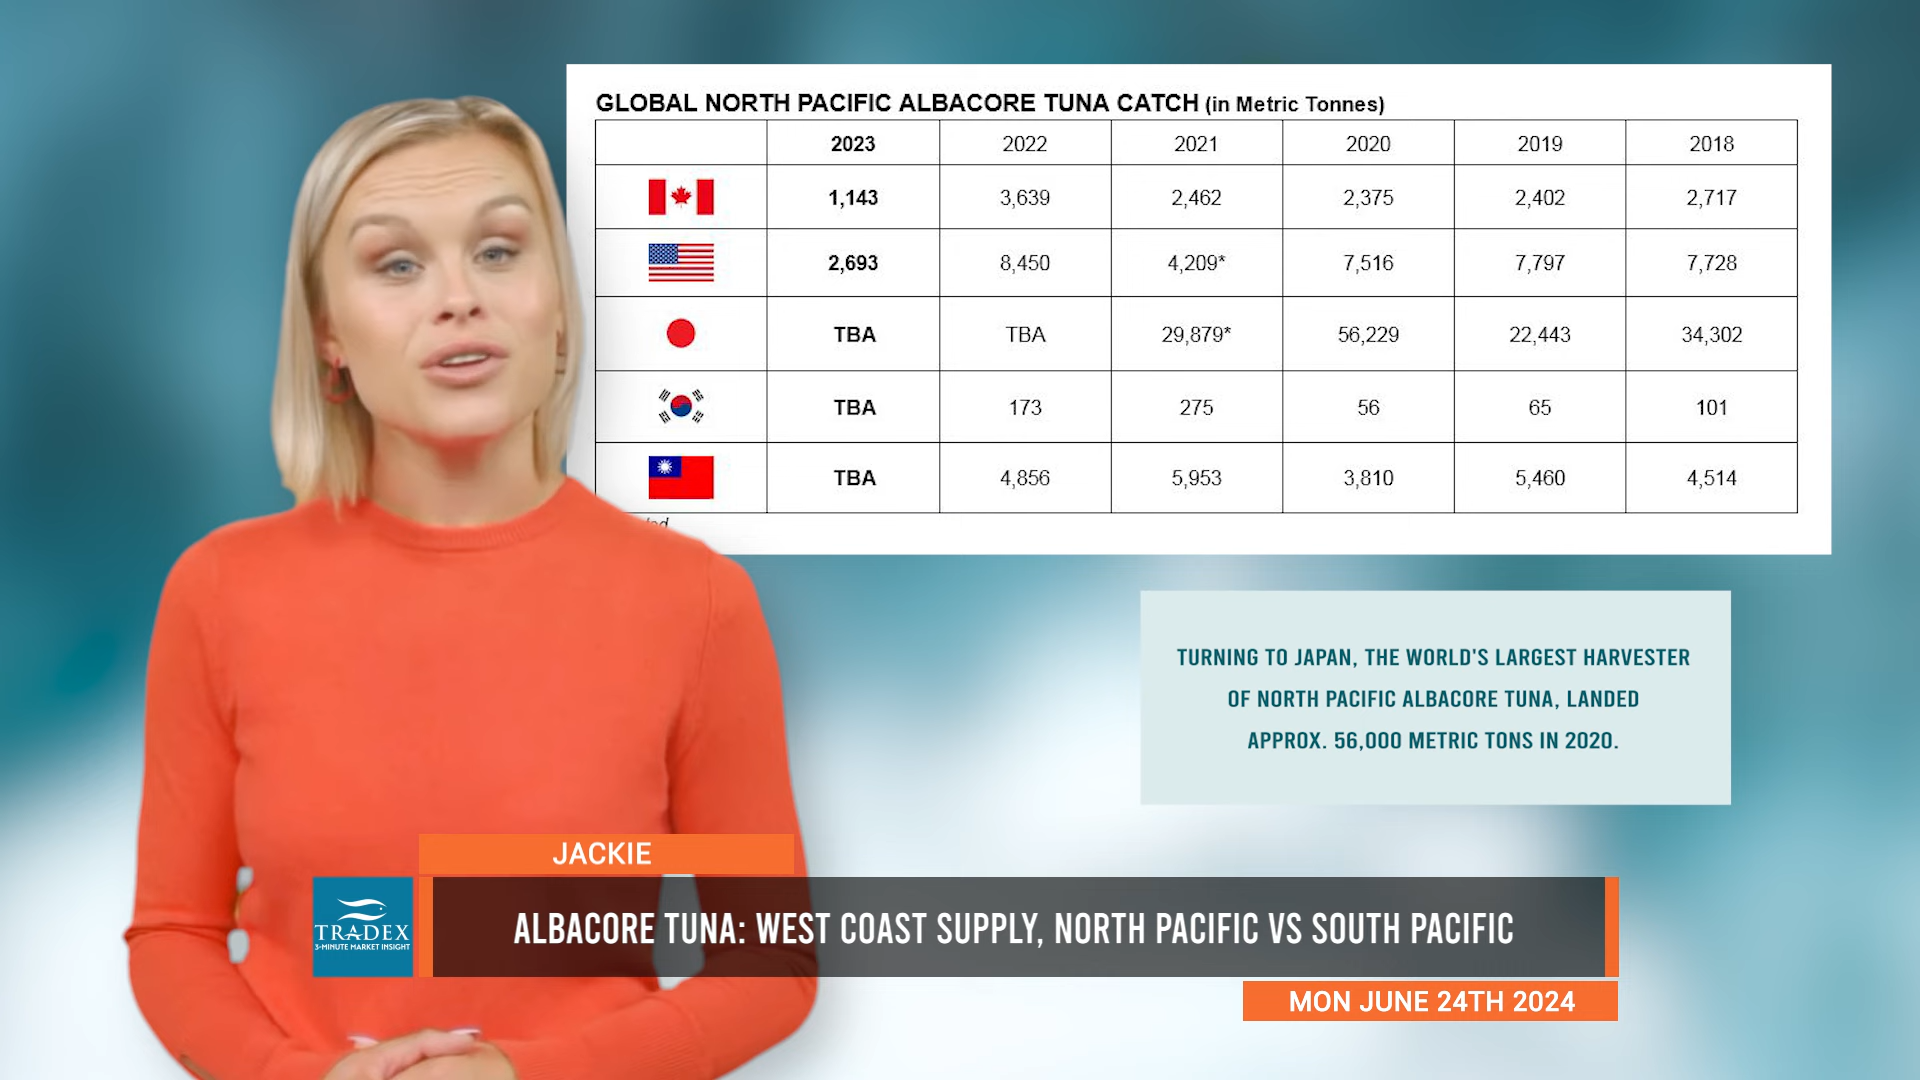 GLOBAL NORTH PACIFIC ALBACORE TUNA CATCH (in Metric Tonnes)
2023 2022 2021 2020 2019 2018
1,143 3,639 2,462 2,375 2,402 2,717
2,693 8,450 4,209* 7,516 7,797 7,728
TBA TBA 29,879* 56,229 22,443 34,302
TBA 173 275 56 65 101
TBA 4,856 5,953 3,810 5,460 4,514
TURNING TO JAPAN, THE WORLD'S LARGEST HARVESTER
OF NORTH PACIFIC ALBACORE TUNA, LANDED
APPROX. 56,000 METRIC TONS IN 2020.
JACKIE
TRADEX
3-MINUTE MARKET INSIGHT
ALBACORE TUNA: WEST COAST SUPPLY, NORTH PACIFIC VS SOUTH PACIFIC
MON JUNE 24TH 2024